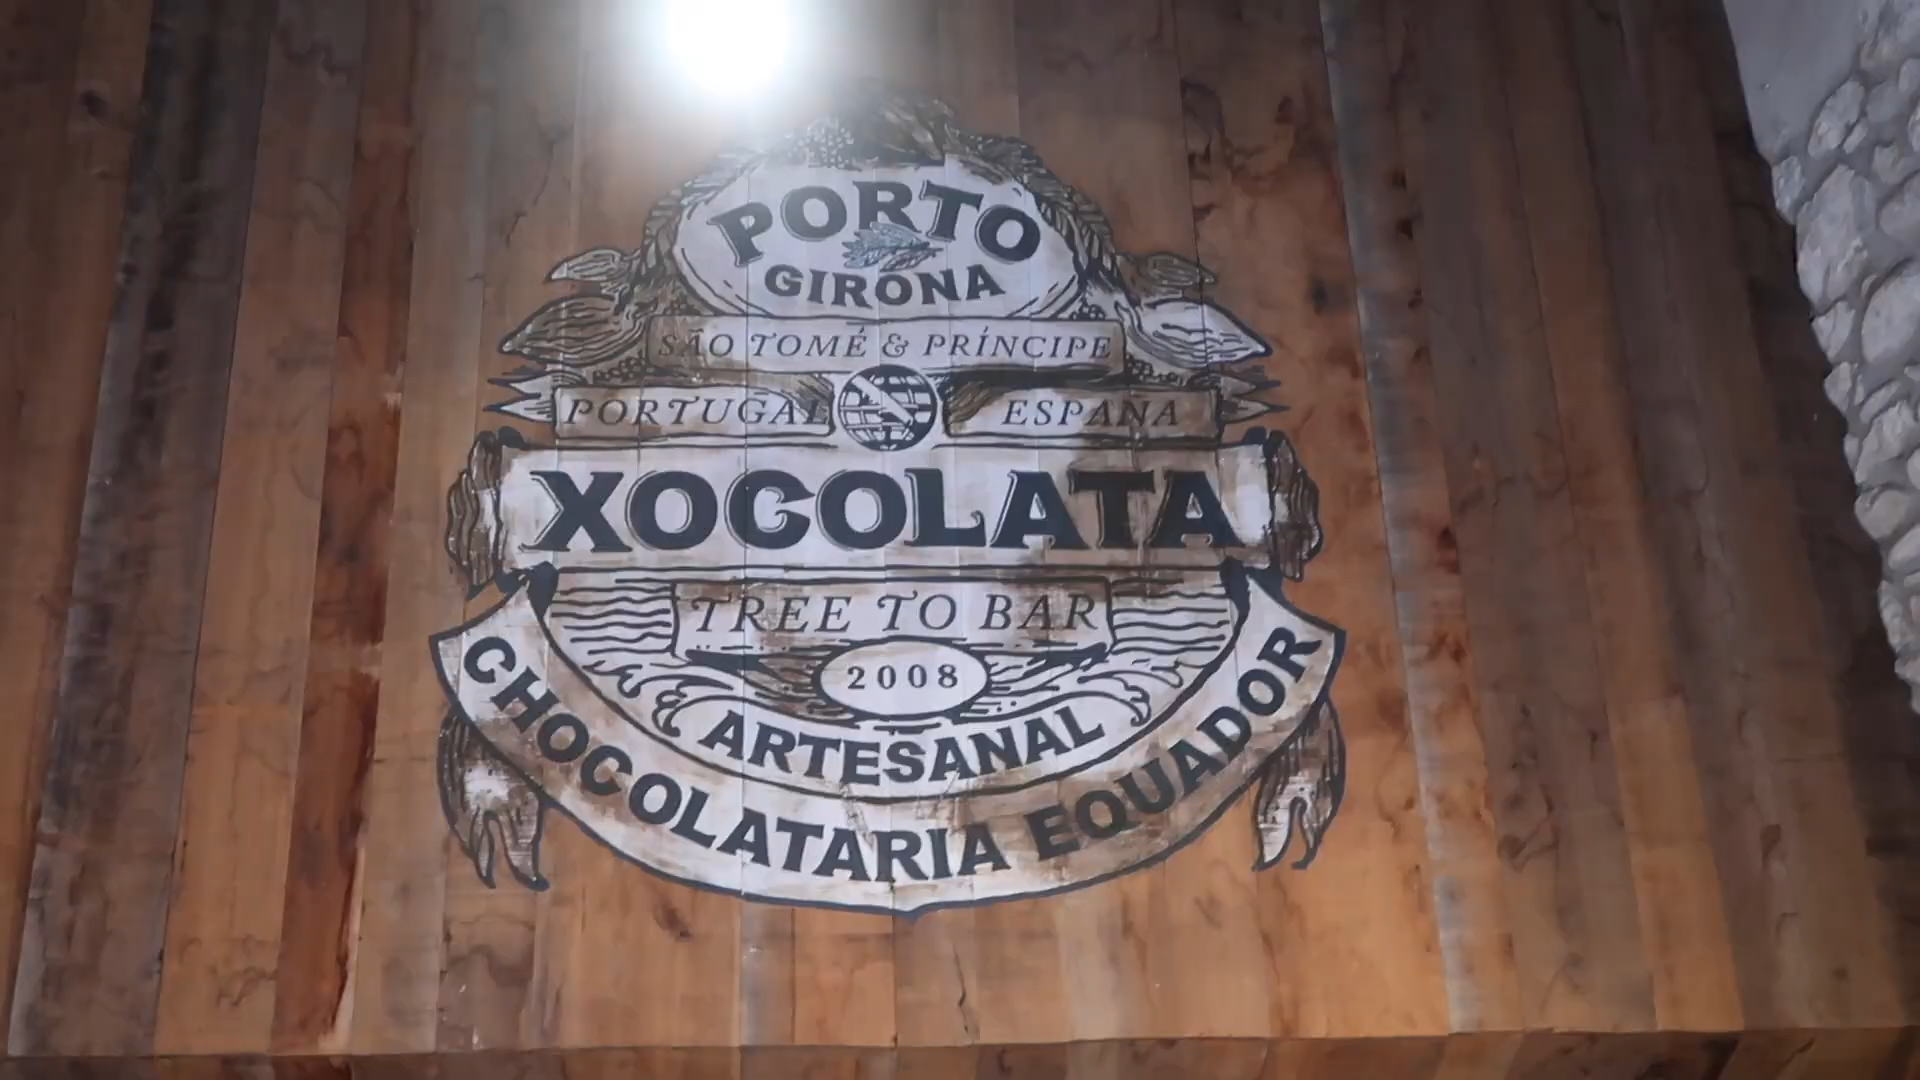 PORTO
GIRONA
SÃO TOMÉ & PRÍNCIPE
PORTUGAL ESPAÑA
XOCOLATA
TREE TO BAR
2008
ARTESANAL
CHOCOLATARIA EQUADOR